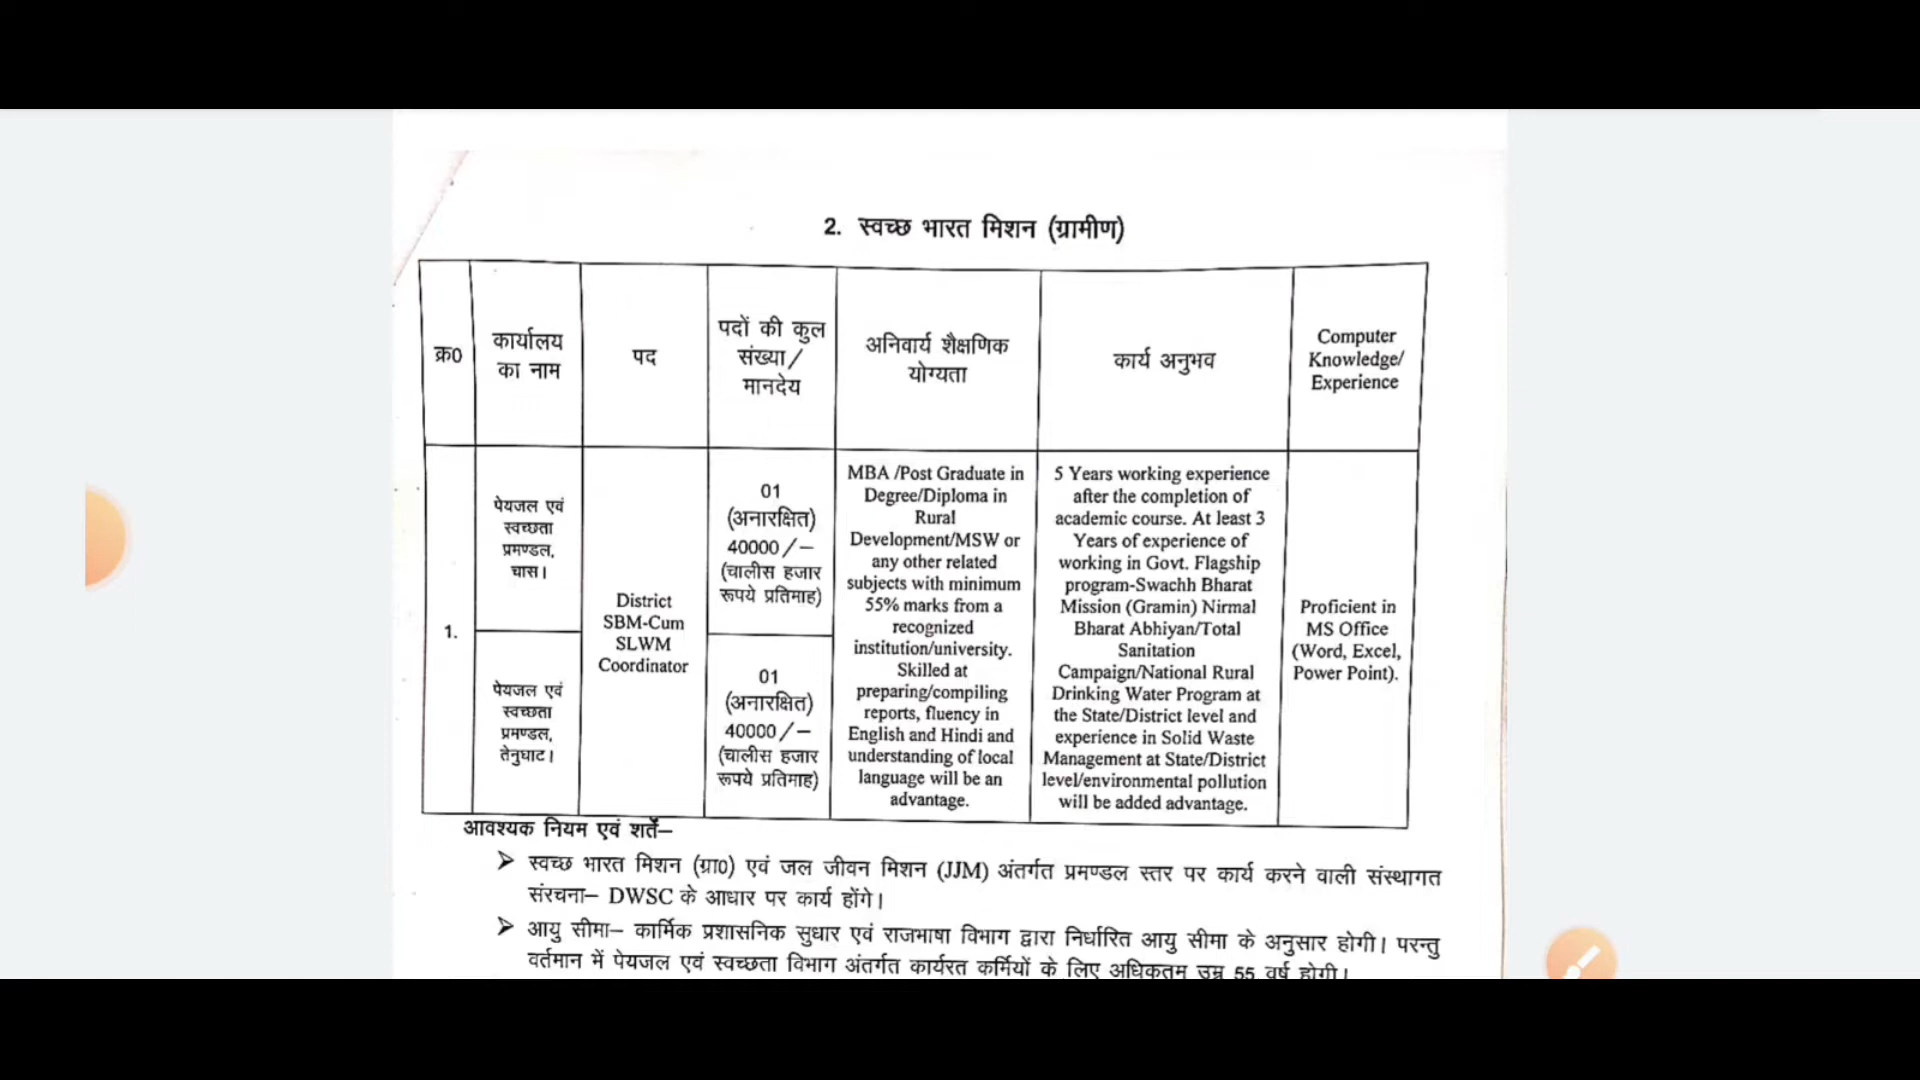 2. स्वच्छ भारत मिशन (ग्रामीण)
क्र0
कार्यालय
का नाम
पद
पदों की कुल
संख्या/
मानदेय
अनिवार्य शैक्षणिक
योग्यता
कार्य अनुभव
Computer
Knowledge/
Experience
1.
पेयजल एवं
स्वच्छता
प्रमण्डल,
चास।
पेयजल एवं
स्वच्छता
प्रमण्डल,
तेनुघाट।
District
SBM-Cum
SLWM
Coordinator
01
(अनारक्षित)
40000/–
(चालीस हजार
रूपये प्रतिमाह)
01
(अनारक्षित)
40000/–
(चालीस हजार
रूपये प्रतिमाह)
MBA /Post Graduate in
Degree/Diploma in
Rural
Development/MSW or
any other related
subjects with minimum
55% marks from a
recognized
institution/university.
Skilled at
preparing/compiling
reports, fluency in
English and Hindi and
understanding of local
language will be an
advantage.
5 Years working experience
after the completion of
academic course. At least 3
Years of experience of
working in Govt. Flagship
program-Swachh Bharat
Mission (Gramin) Nirmal
Bharat Abhiyan/Total
Sanitation
Campaign/National Rural
Drinking Water Program at
the State/District level and
experience in Solid Waste
Management at State/District
level/environmental pollution
will be added advantage.
Proficient in
MS Office
(Word, Excel,
Power Point).
आवश्यक नियम एवं शर्तें–
➢ स्वच्छ भारत मिशन (ग्रा0) एवं जल जीवन मिशन (JJM) अंतर्गत प्रमण्डल स्तर पर कार्य करने वाली संस्थागत
संरचना– DWSC के आधार पर कार्य होंगे।
➢ आयु सीमा– कार्मिक प्रशासनिक सुधार एवं राजभाषा विभाग द्वारा निर्धारित आयु सीमा के अनुसार होगी। परन्तु
वर्तमान में पेयजल एवं स्वच्छता विभाग अंतर्गत कार्यरत कर्मियों के लिए अधिकतम उम्र 55 वर्ष होगी।